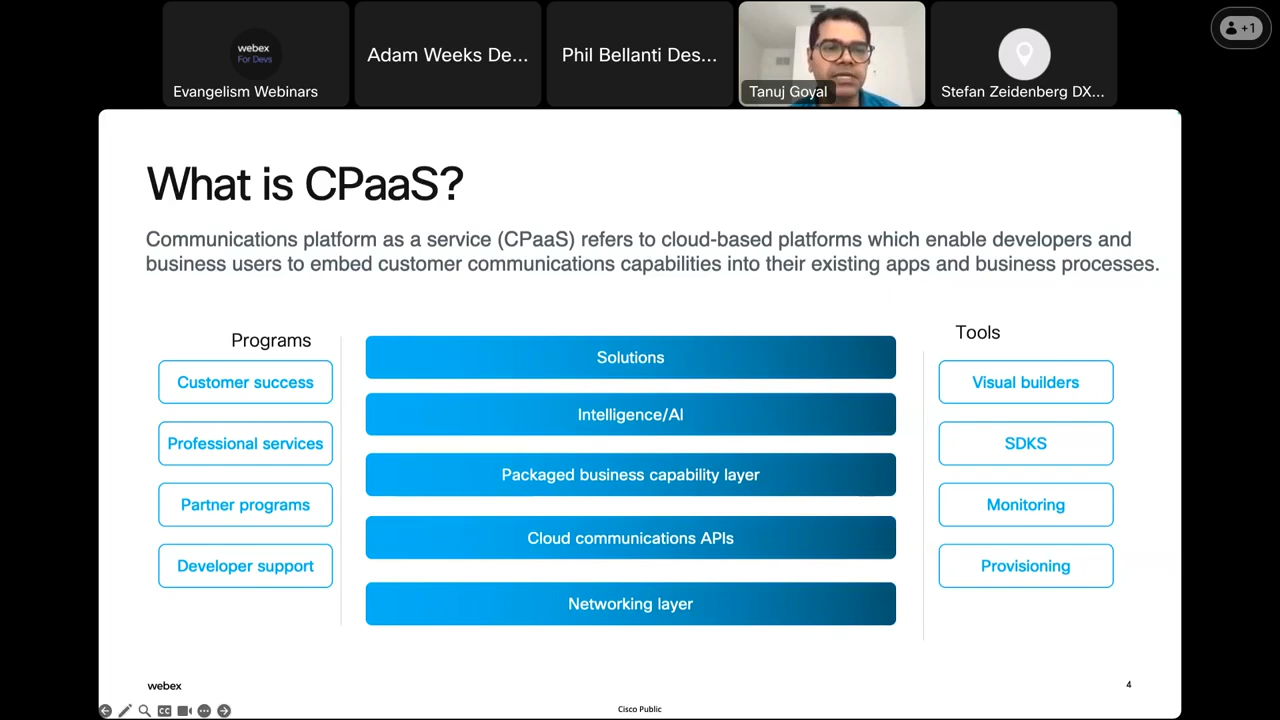 webex
For Devs
Evangelism Webinars
Adam Weeks De...
Phil Bellanti Des...
Tanuj Goyal
Stefan Zeidenberg DX...
+1
What is CPaaS?
Communications platform as a service (CPaaS) refers to cloud-based platforms which enable developers and
business users to embed customer communications capabilities into their existing apps and business processes.
Programs
Customer success
Professional services
Partner programs
Developer support
Solutions
Intelligence/AI
Packaged business capability layer
Cloud communications APIs
Networking layer
Tools
Visual builders
SDKS
Monitoring
Provisioning
webex
4
CC
Cisco Public